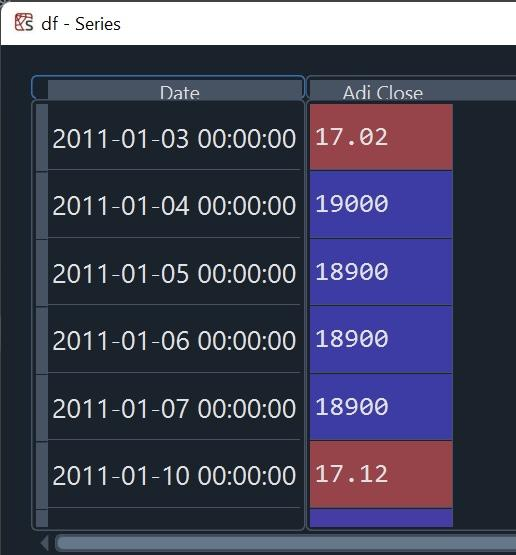 df - Series
Date Adj Close
2011-01-03 00:00:00 17.02
2011-01-04 00:00:00 19000
2011-01-05 00:00:00 18900
2011-01-06 00:00:00 18900
2011-01-07 00:00:00 18900
2011-01-10 00:00:00 17.12